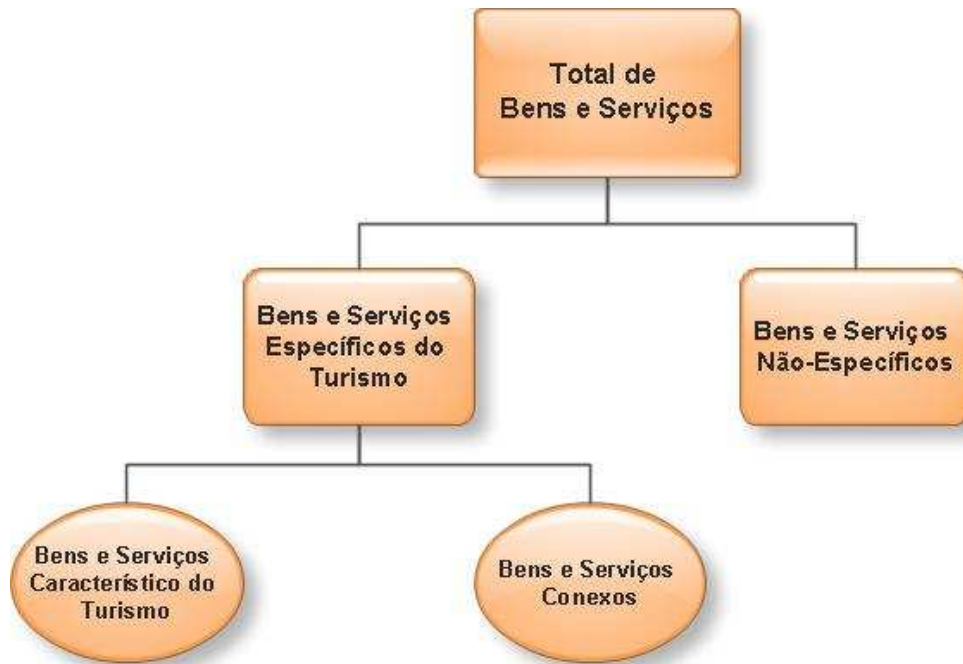 Total de
Bens e Serviços
Bens e Serviços
Específicos do
Turismo
Bens e Serviços
Não-Específicos
Bens e Serviços
Característico do
Turismo
Bens e Serviços
Conexos